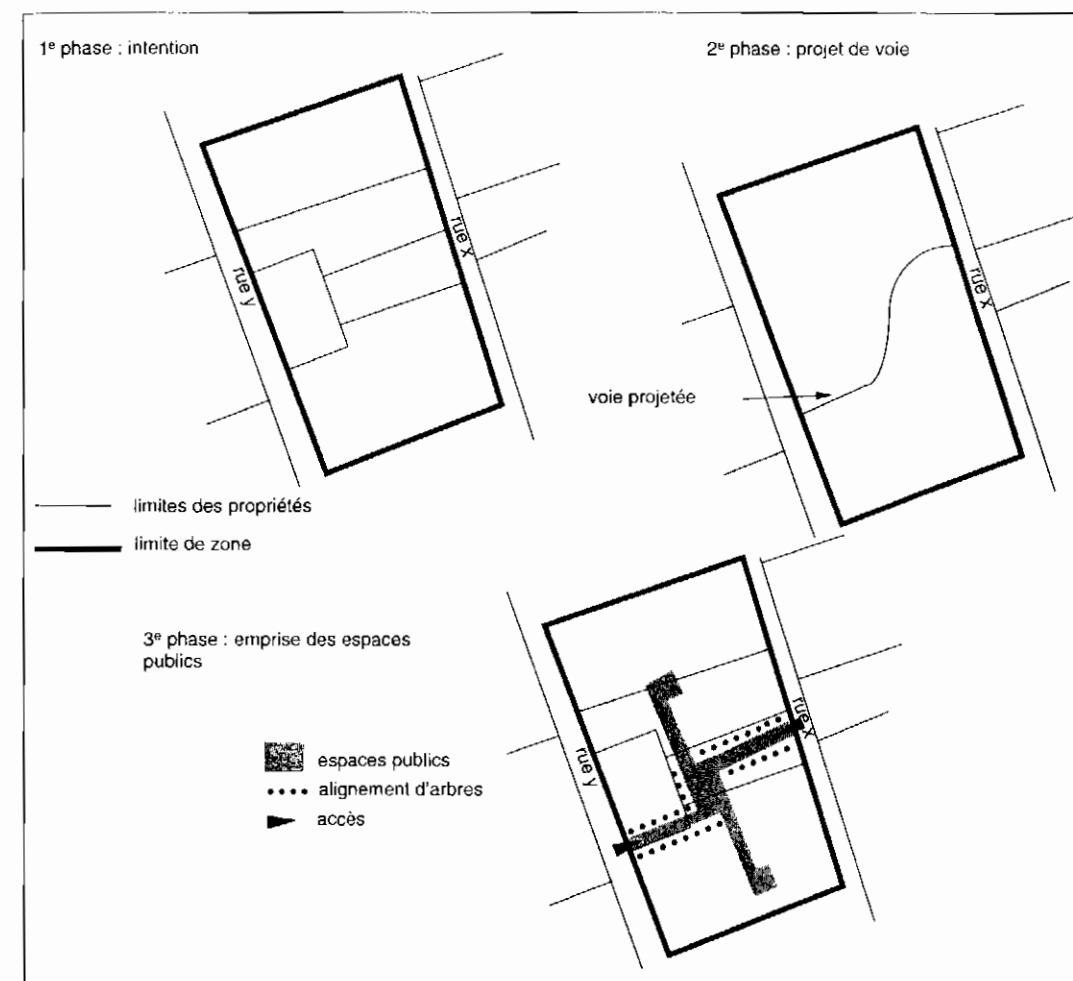 1e phase : intention
2e phase : projet de voie
rue y
rue x
rue x
voie projetée
limites des propriétés
limite de zone
3e phase : emprise des espaces
publics
rue y
rue x
espaces publics
alignement d'arbres
accès